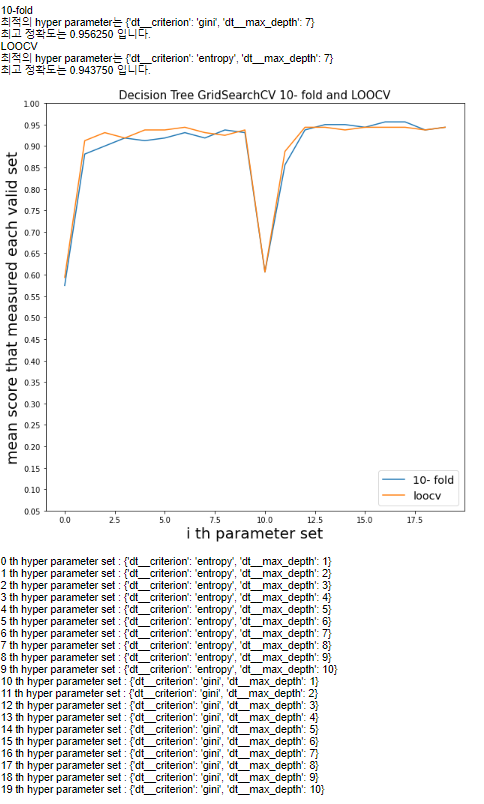 10-fold
최적의 hyper parameter는 {'dt__criterion': 'gini', 'dt__max_depth': 7}
최고 정확도는 0.956250 입니다.
LOOCV
최적의 hyper parameter는 {'dt__criterion': 'entropy', 'dt__max_depth': 7}
최고 정확도는 0.943750 입니다.
Decision Tree GridSearchCV 10- fold and LOOCV
mean score that measured each valid set
1.00
0.95
0.90
0.85
0.80
0.75
0.70
0.65
0.60
0.55
0.50
0.45
0.40
0.35
0.30
0.25
0.20
0.15
0.10
0.05
10- fold
loocv
0.0 2.5 5.0 7.5 10.0 12.5 15.0 17.5
i th parameter set
0 th hyper parameter set : {'dt__criterion': 'entropy', 'dt__max_depth': 1}
1 th hyper parameter set : {'dt__criterion': 'entropy', 'dt__max_depth': 2}
2 th hyper parameter set : {'dt__criterion': 'entropy', 'dt__max_depth': 3}
3 th hyper parameter set : {'dt__criterion': 'entropy', 'dt__max_depth': 4}
4 th hyper parameter set : {'dt__criterion': 'entropy', 'dt__max_depth': 5}
5 th hyper parameter set : {'dt__criterion': 'entropy', 'dt__max_depth': 6}
6 th hyper parameter set : {'dt__criterion': 'entropy', 'dt__max_depth': 7}
7 th hyper parameter set : {'dt__criterion': 'entropy', 'dt__max_depth': 8}
8 th hyper parameter set : {'dt__criterion': 'entropy', 'dt__max_depth': 9}
9 th hyper parameter set : {'dt__criterion': 'entropy', 'dt__max_depth': 10}
10 th hyper parameter set : {'dt__criterion': 'gini', 'dt__max_depth': 1}
11 th hyper parameter set : {'dt__criterion': 'gini', 'dt__max_depth': 2}
12 th hyper parameter set : {'dt__criterion': 'gini', 'dt__max_depth': 3}
13 th hyper parameter set : {'dt__criterion': 'gini', 'dt__max_depth': 4}
14 th hyper parameter set : {'dt__criterion': 'gini', 'dt__max_depth': 5}
15 th hyper parameter set : {'dt__criterion': 'gini', 'dt__max_depth': 6}
16 th hyper parameter set : {'dt__criterion': 'gini', 'dt__max_depth': 7}
17 th hyper parameter set : {'dt__criterion': 'gini', 'dt__max_depth': 8}
18 th hyper parameter set : {'dt__criterion': 'gini', 'dt__max_depth': 9}
19 th hyper parameter set : {'dt__criterion': 'gini', 'dt__max_depth': 10}